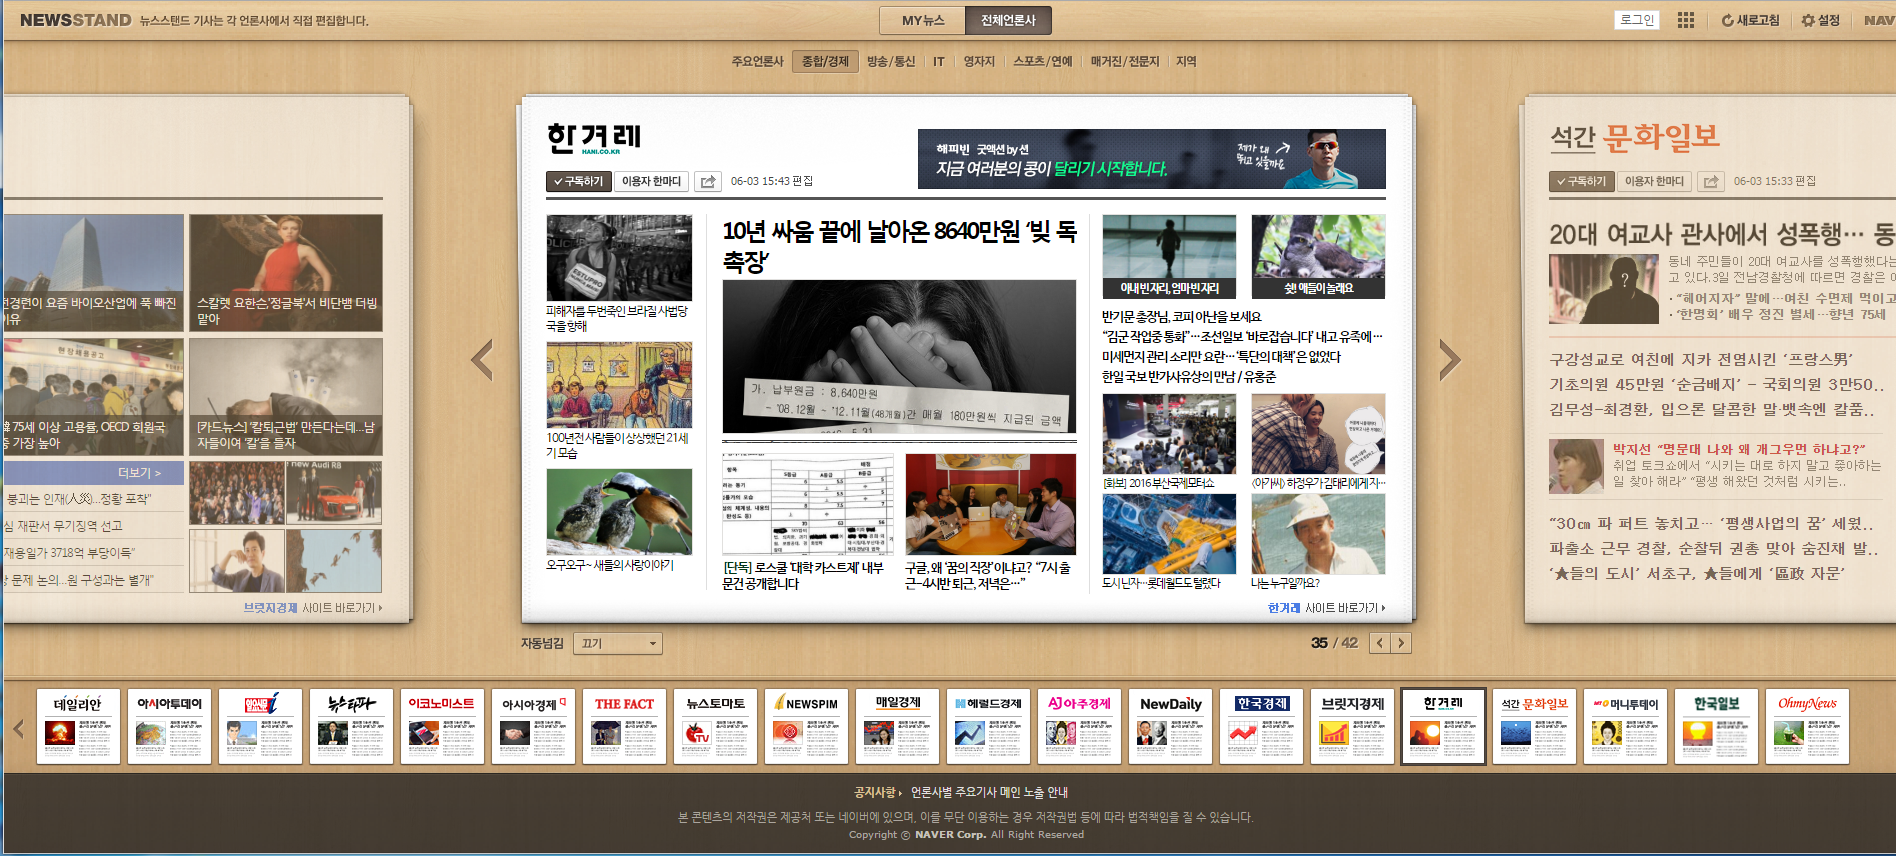 NEWSSTAND 뉴스스탠드 기사는 각 언론사에서 직접 편집합니다.
MY뉴스 전체언론사
로그인 새로고침 설정 NAV
주요언론사 종합/경제 방송/통신 IT 영자지 스포츠/연예 매거진/전문지 지역
전경련이 요즘 바이오산업에 푹 빠진
이유
스칼렛 요한슨,'정글북'서 비단뱀 더빙
맡아
현장채용공고
75세 이상 고용률, OECD 회원국
중 가장 높아
[카드뉴스] '칼퇴근법' 만든다는데...남
자들이여 '칼'을 들자
더보기 >
붕괴는 인재(人災)...정황 포착"
심 재판서 무기징역 선고
재용일가 3718억 부당이득"
상 문제 논의...원 구성과는 별개"
new Audi R8
브릿지경제 사이트 바로가기
한겨레
HANI.CO.KR
구독하기 이용자 한마디 06-03 15:43 편집
해피빈 굿액션 by 션
지금 여러분의 콩이 달리기 시작합니다.
제가 왜
뛰고 있을까요
ESTUPRO
피해자를 두번죽인 브라질 사법당
국을 향해
100년전 사람들이 상상했던 21세
기 모습
오구오구~ 새들의 사랑이야기
10년 싸움 끝에 날아온 8640만원 ‘빚 독
촉장’
가. 납부원금 : 8,640만원
- '08.12월 ~ '12.11월(48개월)간 매월 180만원씩 지급된 금액
[단독] 로스쿨 ‘대학 카스트제’ 내부
문건 공개합니다
구글, 왜 ‘꿈의 직장’이냐고? “7시 출
근-4시반 퇴근, 저녁은…”
아내 빈 자리, 엄마 빈 자리
쉿! 애들이 놀래요
반기문 총장님, 코피 아난을 보세요
“김군 작업중 통화”…조선일보 ‘바로잡습니다’ 내고 유족에…
미세먼지 관리 소리만 요란…‘특단의 대책’은 없었다
한일 국보 반가사유상의 만남 / 유홍준
[화보] 2016 부산국제모터쇼
<아가씨> 하정우가 김태리에게 지…
도시 닌자…롯데월드도 털렸다
나는 누구일까요?
한겨레 사이트 바로가기
자동넘김 끄기
35 / 42
석간 문화일보
구독하기 이용자 한마디 06-03 15:33 편집
20대 여교사 관사에서 성폭행… 동
동네 주민들이 20대 여교사를 성폭행했다는
고 있다.3일 전남경찰청에 따르면 경찰은 이
· “헤어지자” 말에…여친 수면제 먹이고
· ‘한명회’ 배우 정진 별세…향년 75세
구강성교로 여친에 지카 전염시킨 ‘프랑스男’
기초의원 45만원 ‘순금배지’ - 국회의원 3만50..
김무성-최경환, 입으론 달콤한 말·뱃속엔 칼품..
박지선 “명문대 나와 왜 개그우먼 하냐고?”
취업 토크쇼에서 “시키는 대로 하지 말고 좋아하는
일 찾아 해라” “평생 해왔던 것처럼 시키는..
“30㎝ 파 퍼트 놓치고… ‘평생사업의 꿈’ 세웠..
파출소 근무 경찰, 순찰뒤 권총 맞아 숨진채 발..
‘★들의 도시’ 서초구, ★들에게 ‘區政 자문’
데일리안 아시아투데이 일요신문 뉴스타파 이코노미스트 아시아경제 THE FACT 뉴스토마토 NEWSPIM 매일경제 헤럴드경제 AJ아주경제 NewDaily 한국경제 브릿지경제 한겨레 석간 문화일보 머니투데이 한국일보 OhmyNews
공지사항 언론사별 주요기사 메인 노출 안내
본 콘텐츠의 저작권은 제공처 또는 네이버에 있으며, 이를 무단 이용하는 경우 저작권법 등에 따라 법적책임을 질 수 있습니다.
Copyright © NAVER Corp. All Right Reserved